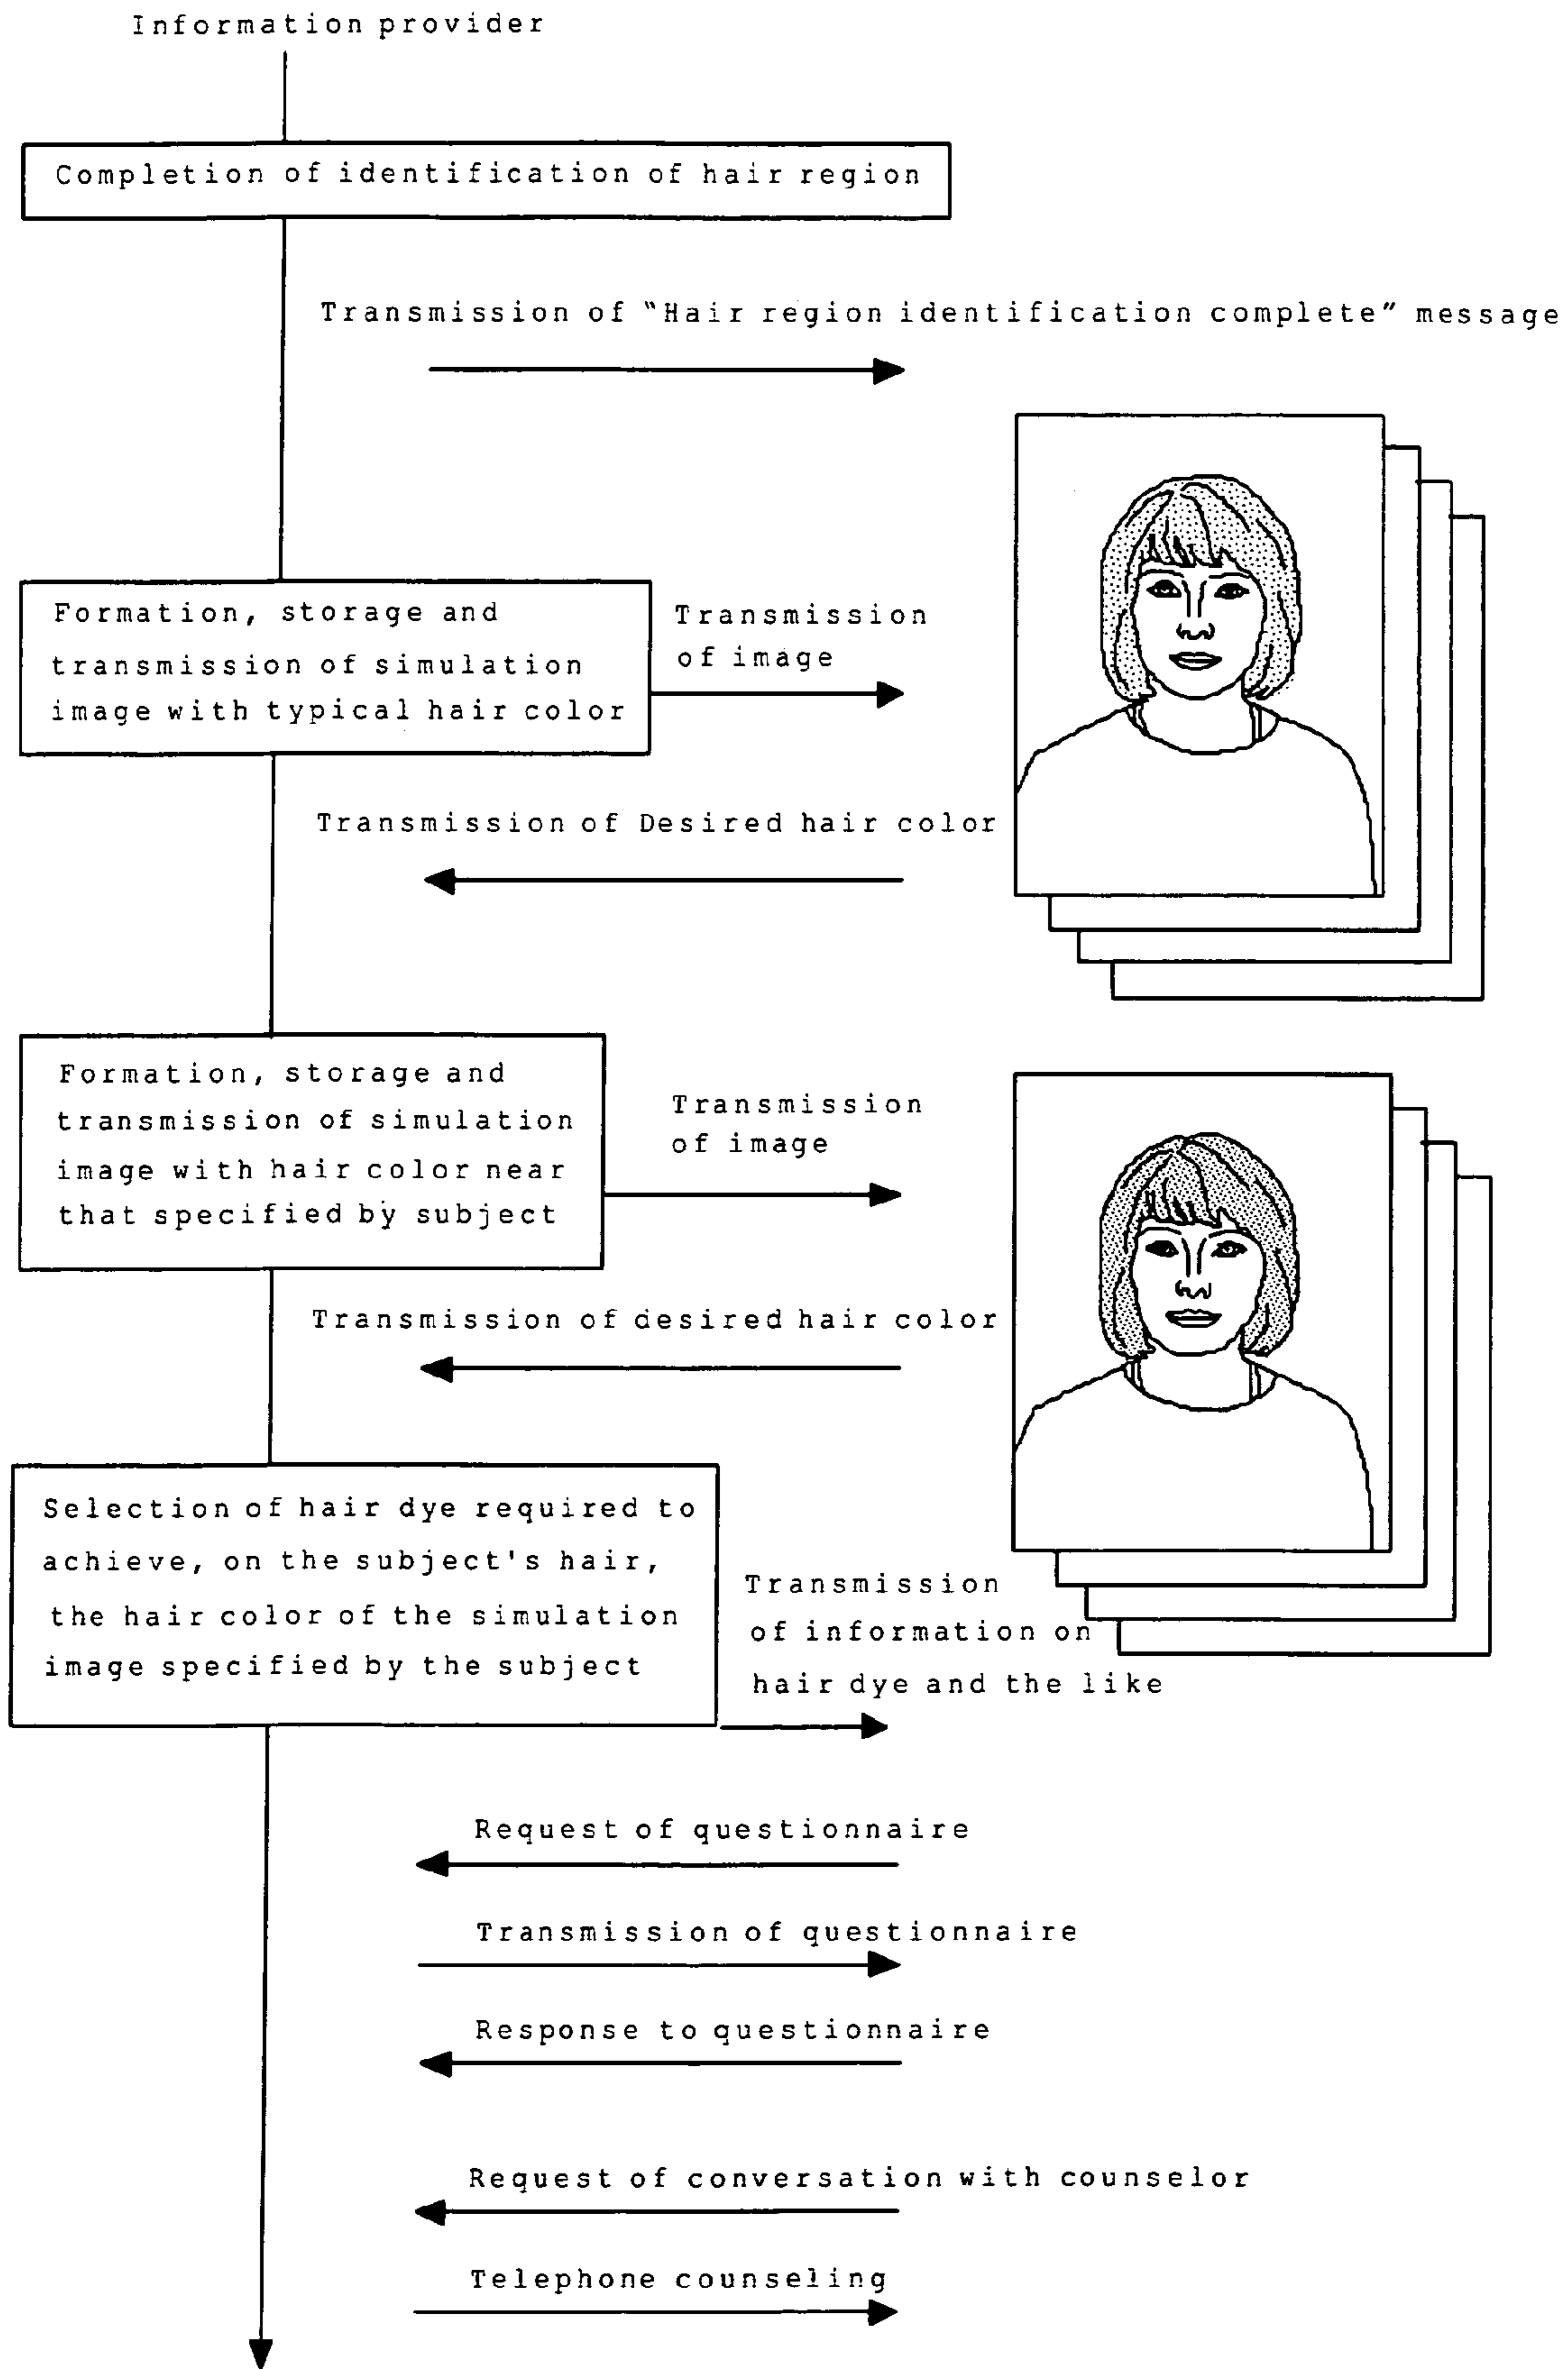 Information provider
Completion of identification of hair region
Transmission of “Hair region identification complete” message
Formation, storage and
transmission of simulation
image with typical hair color
Transmission
of image
Transmission of Desired hair color
Formation, storage and
transmission of simulation
image with hair color near
that specified by subject
Transmission
of image
Transmission of desired hair color
Selection of hair dye required to
achieve, on the subject's hair,
the hair color of the simulation
image specified by the subject
Transmission
of information on
hair dye and the like
Request of questionnaire
Transmission of questionnaire
Response to questionnaire
Request of conversation with counselor
Telephone counseling